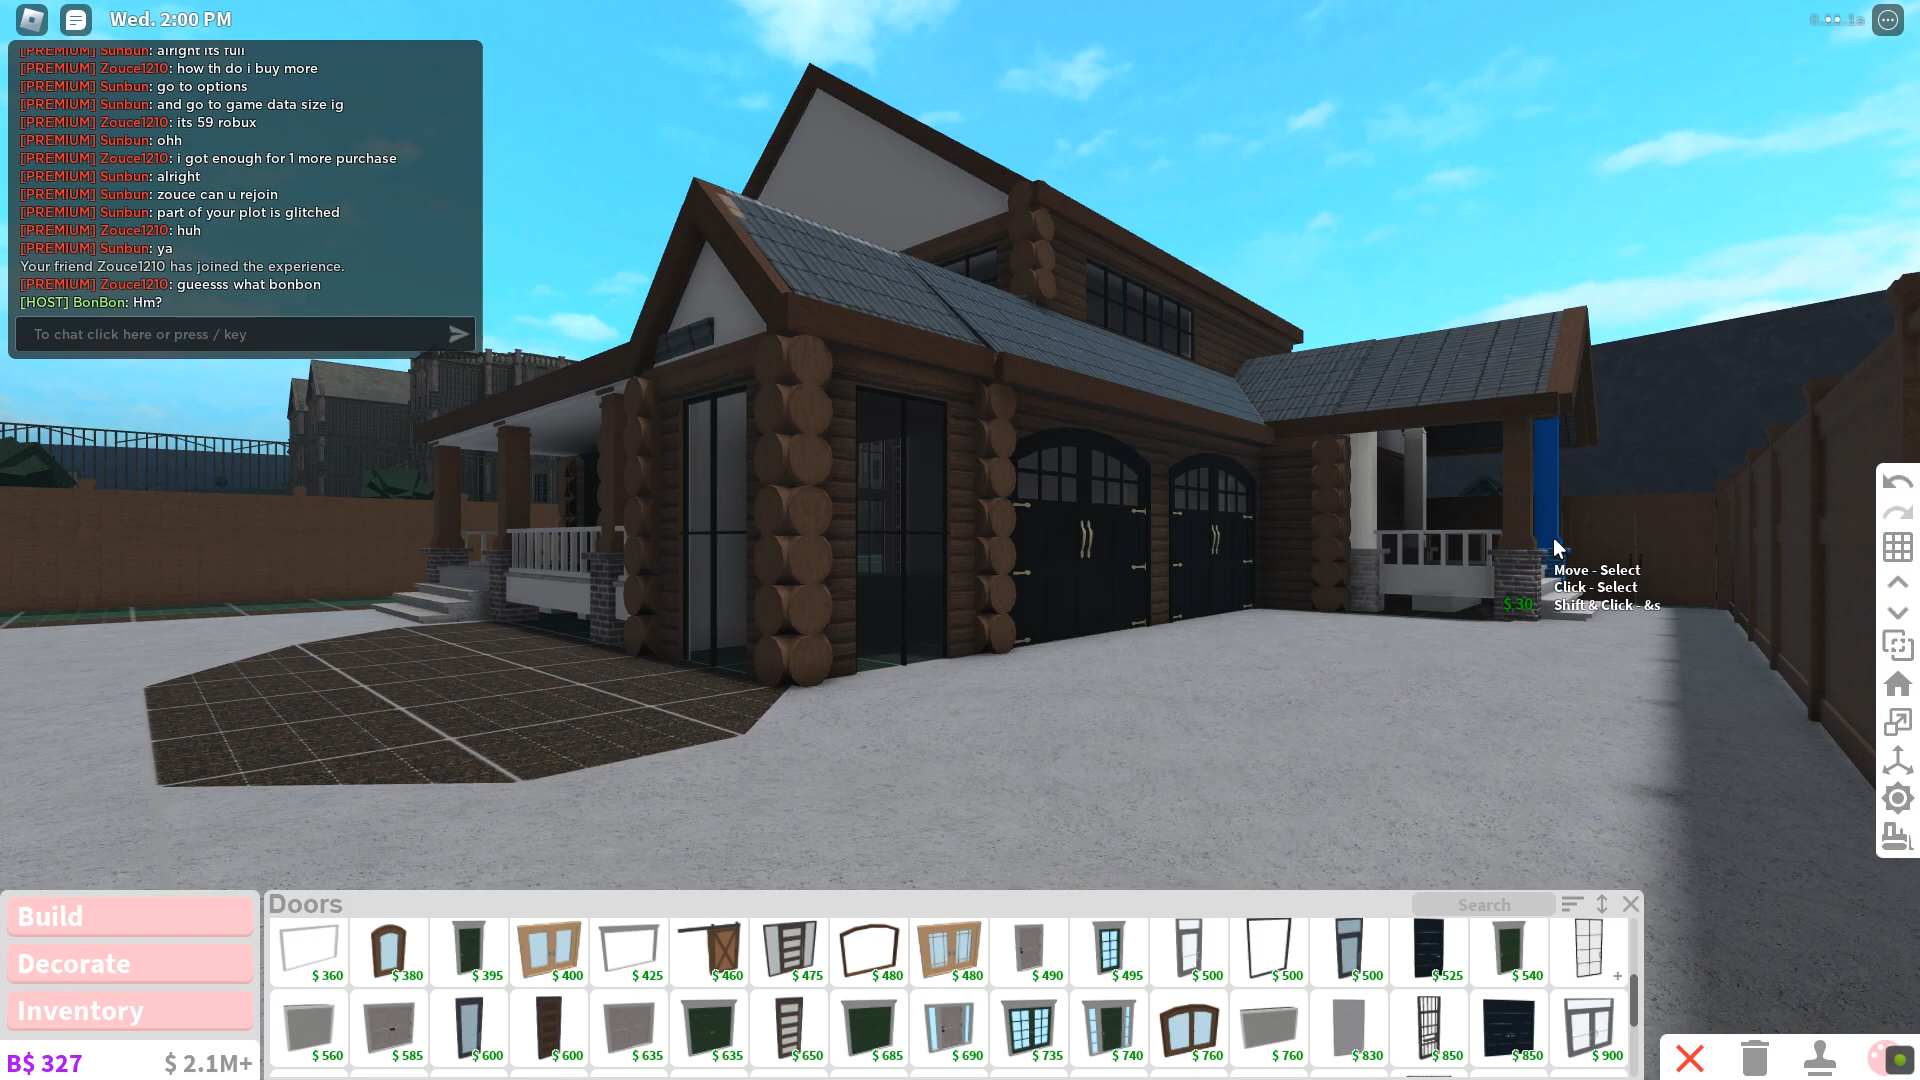 Wed. 2:00 PM
[PREMIUM] Sunbun: alright its full
[PREMIUM] Zouce1210: how th do i buy more
[PREMIUM] Sunbun: go to options
[PREMIUM] Sunbun: and go to game data size ig
[PREMIUM] Zouce1210: its 59 robux
[PREMIUM] Sunbun: ohh
[PREMIUM] Zouce1210: i got enough for 1 more purchase
[PREMIUM] Sunbun: alright
[PREMIUM] Sunbun: zouce can u rejoin
[PREMIUM] Sunbun: part of your plot is glitched
[PREMIUM] Zouce1210: huh
[PREMIUM] Sunbun: ya
Your friend Zouce1210 has joined the experience.
[PREMIUM] Zouce1210: gueesss what bonbon
[HOST] BonBon: Hm?
To chat click here or press / key
Move - Select
Click - Select
Shift & Click - &s
$ 30
Build
Decorate
Inventory
B$ 327 $ 2.1M+
Doors
Search
$ 360 $ 380 $ 395 $ 400 $ 425 $ 460 $ 475 $ 480 $ 480 $ 490 $ 495 $ 500 $ 500 $ 500 $ 525 $ 540 +
$ 560 $ 585 $ 600 $ 600 $ 635 $ 635 $ 650 $ 685 $ 690 $ 735 $ 740 $ 760 $ 760 $ 830 $ 850 $ 850 $ 900